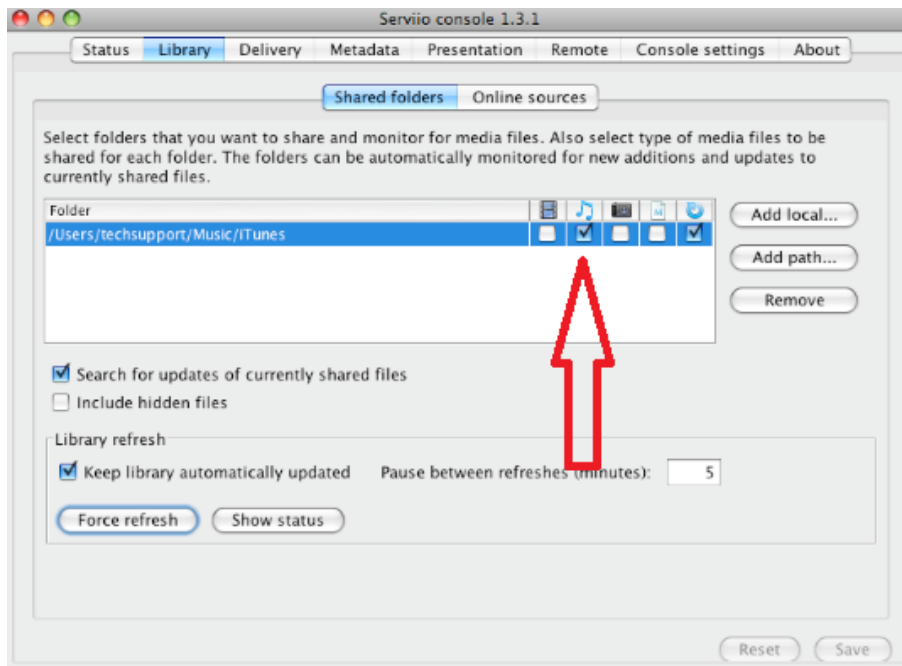 Serviio console 1.3.1
Status Library Delivery Metadata Presentation Remote Console settings About
Shared folders Online sources
Select folders that you want to share and monitor for media files. Also select type of media files to be
shared for each folder. The folders can be automatically monitored for new additions and updates to
currently shared files.
Folder
/Users/techsupport/Music/iTunes
Add local...
Add path...
Remove
Search for updates of currently shared files
Include hidden files
Library refresh
Keep library automatically updated Pause between refreshes (minutes): 5
Force refresh Show status
Reset Save